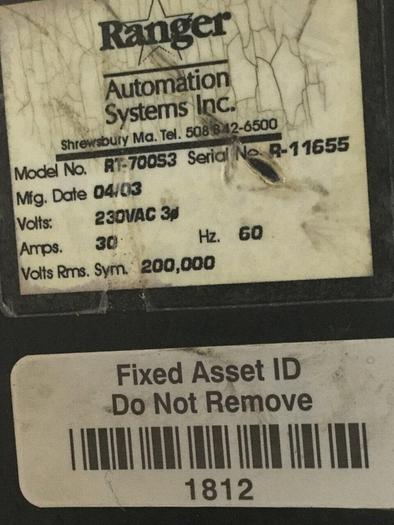 Ranger
Automation
Systems Inc.
Shrewsbury Ma. Tel. 508 842-6500
Model No. RT-700S3 Serial No. R-11655
Mfg. Date 04/03
Volts: 230VAC 3ø
Amps. 30 Hz. 60
Volts Rms. Sym. 200,000
Fixed Asset ID
Do Not Remove
1812